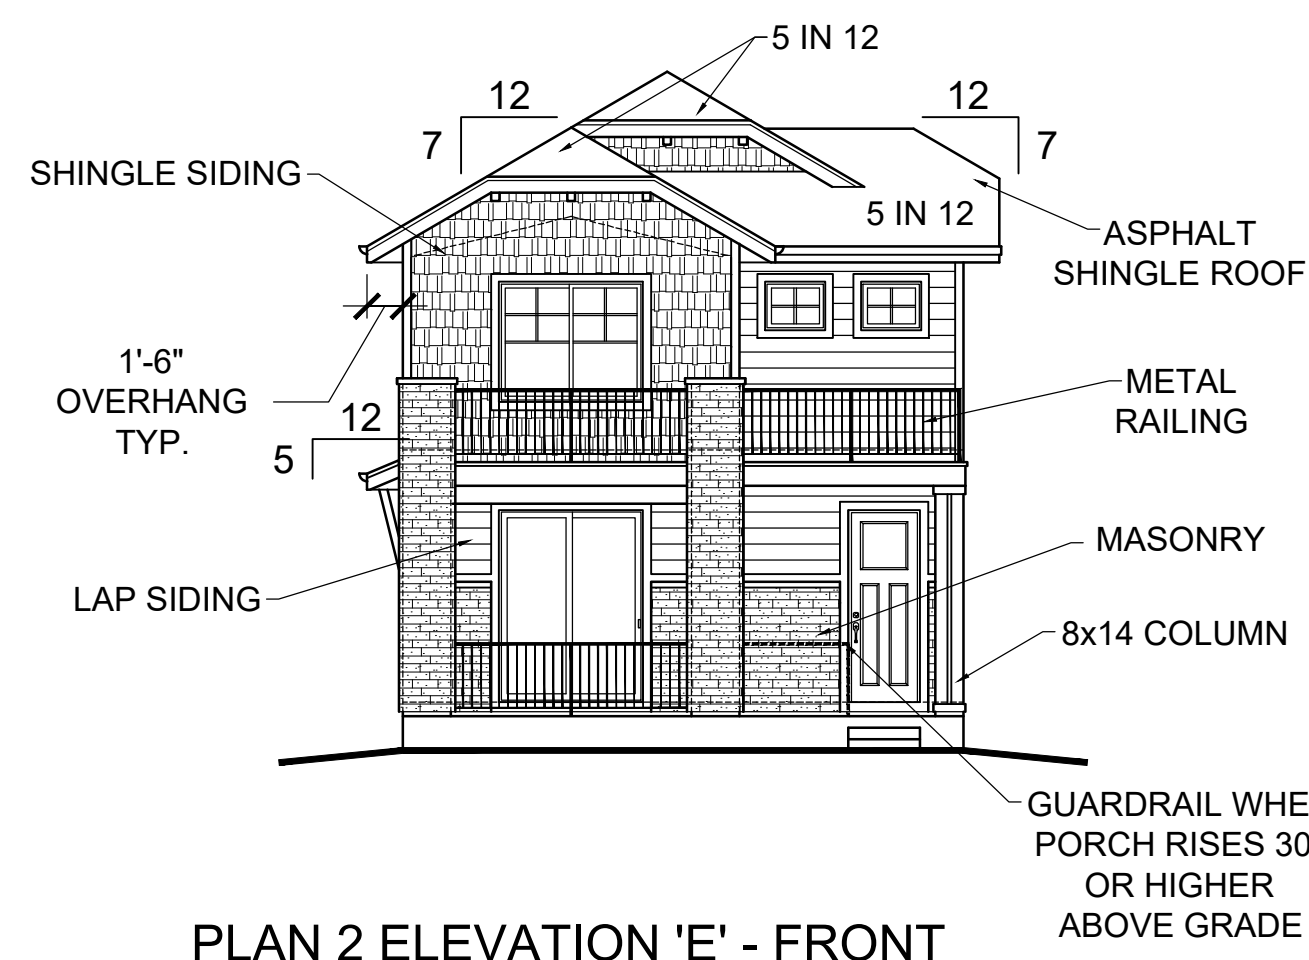 5 IN 12
12
7
12
7
SHINGLE SIDING
5 IN 12
ASPHALT
SHINGLE ROOF
1'-6"
OVERHANG
TYP.
12
5
METAL
RAILING
MASONRY
LAP SIDING
8x14 COLUMN
GUARDRAIL WHE
PORCH RISES 30
OR HIGHER
ABOVE GRADE
PLAN 2 ELEVATION 'E' - FRONT